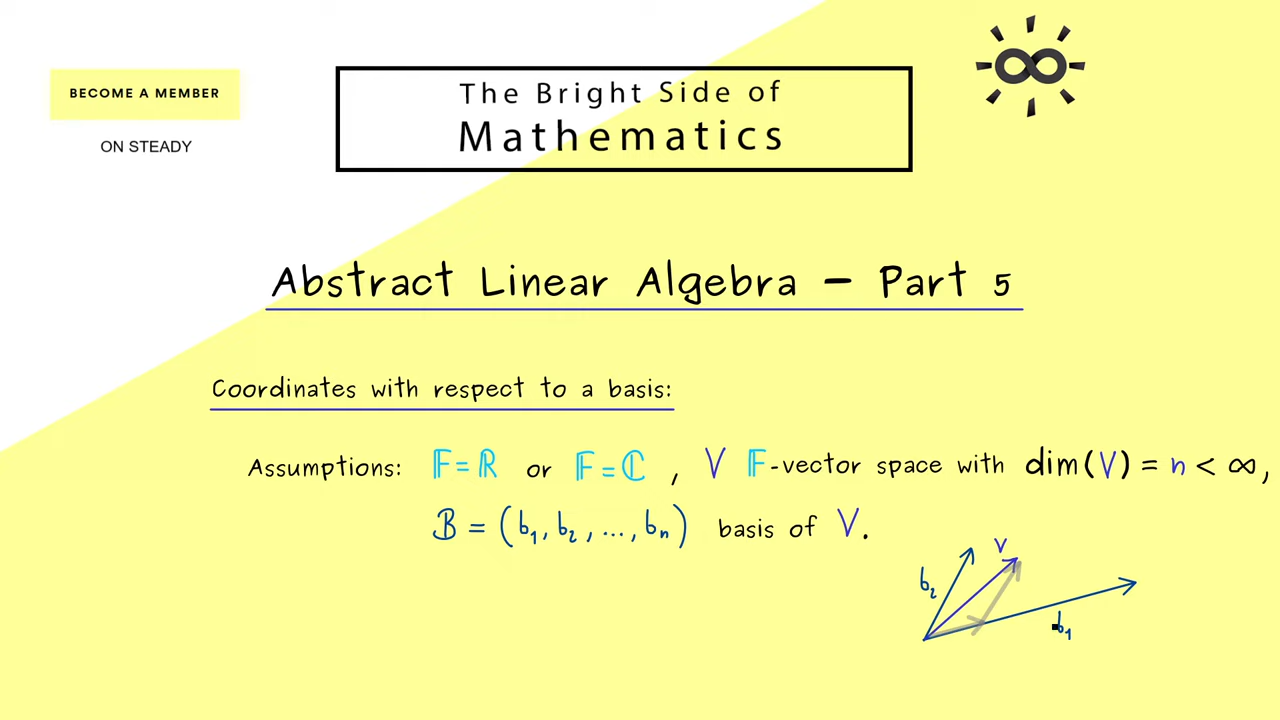 BECOME A MEMBER
ON STEADY
The Bright Side of
Mathematics
Abstract Linear Algebra – Part 5
Coordinates with respect to a basis:
Assumptions: 𝔽 = ℝ or 𝔽 = ℂ , V 𝔽-vector space with dim(V) = n < ∞,
B = (b₁, b₂, ..., bₙ) basis of V.
v
b₂
b₁